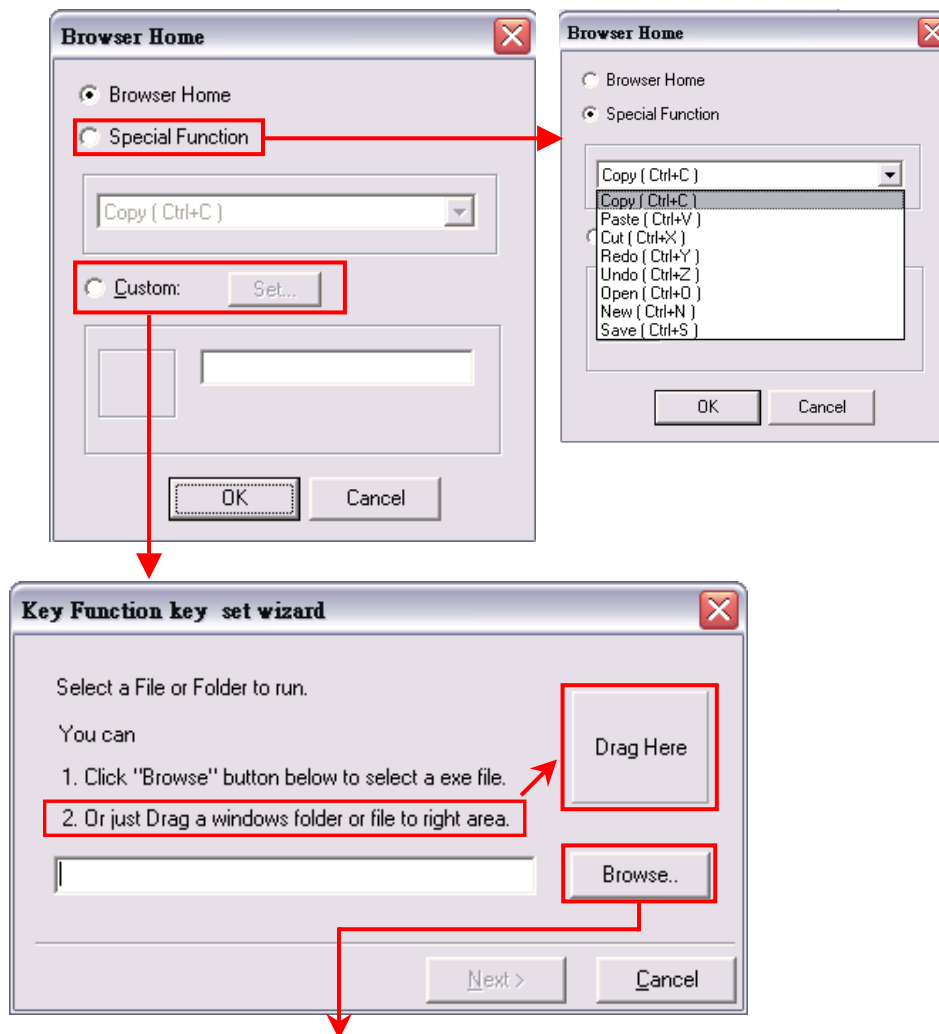 Browser Home
Browser Home
Special Function
Copy ( Ctrl+C )
Custom:
Set...
OK
Cancel
Browser Home
Browser Home
Special Function
Copy ( Ctrl+C )
Copy ( Ctrl+C )
Paste ( Ctrl+V )
Cut ( Ctrl+X )
Redo ( Ctrl+Y )
Undo ( Ctrl+Z )
Open ( Ctrl+O )
New ( Ctrl+N )
Save ( Ctrl+S )
OK
Cancel
Key Function key set wizard
Select a File or Folder to run.
You can
1. Click "Browse" button below to select a exe file.
2. Or just Drag a windows folder or file to right area.
Drag Here
Browse..
Next >
Cancel